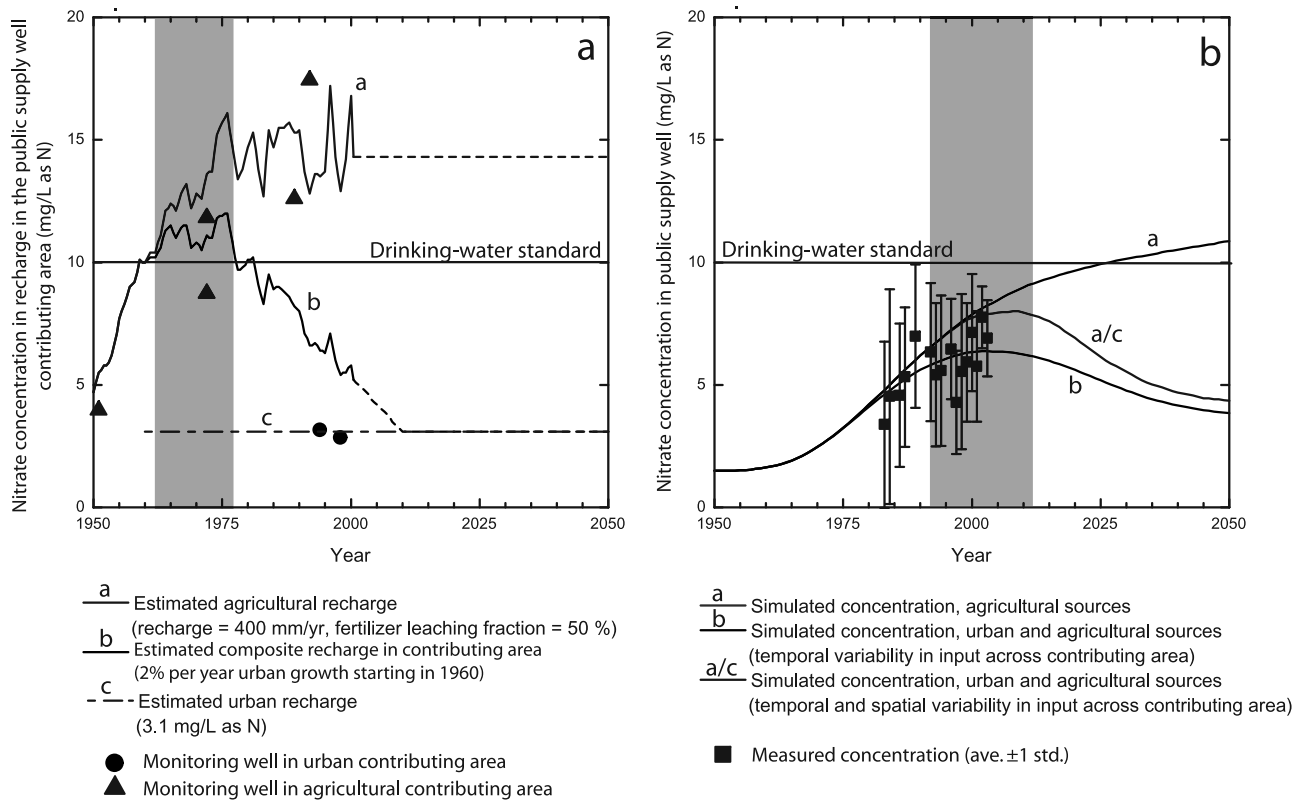 Nitrate concentration in recharge in the public supply well
contributing area (mg/L as N)
20
15
10
5
0
a
a
Drinking-water standard
b
c
1950
1975
2000
2025
2050
Year
a
Estimated agricultural recharge
(recharge = 400 mm/yr, fertilizer leaching fraction = 50 %)
b
Estimated composite recharge in contributing area
(2% per year urban growth starting in 1960)
c
Estimated urban recharge
(3.1 mg/L as N)
Monitoring well in urban contributing area
Monitoring well in agricultural contributing area
Nitrate concentration in public supply well (mg/L as N)
20
15
10
5
0
b
a
Drinking-water standard
a/c
b
1950
1975
2000
2025
2050
Year
a
Simulated concentration, agricultural sources
b
Simulated concentration, urban and agricultural sources
(temporal variability in input across contributing area)
a/c
Simulated concentration, urban and agricultural sources
(temporal and spatial variability in input across contributing area)
Measured concentration (ave. ±1 std.)